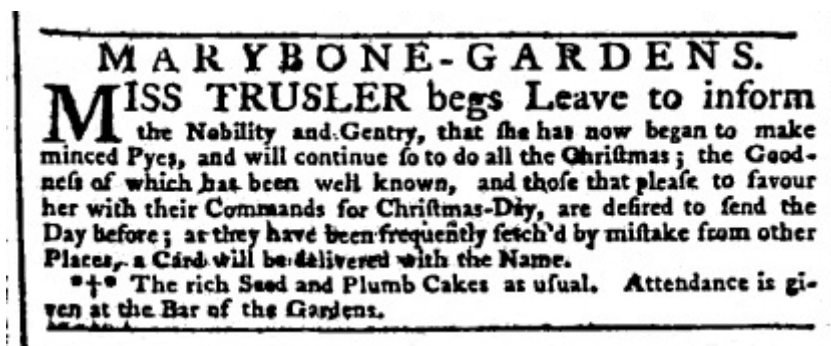 MARYBONE-GARDENS.
MISS TRUSLER begs Leave to inform
the Nobility and Gentry, that ſhe has now began to make
minced Pyes, and will continue ſo to do all the Chriſtmas; the Good-
neſs of which has been well known, and thoſe that pleaſe to favour
her with their Commands for Chriſtmas-Day, are deſired to ſend the
Day before; as they have been frequently fetch'd by miſtake from other
Places, a Card will be delivered with the Name.
*†* The rich Seed and Plumb Cakes as uſual. Attendance is gi-
ven at the Bar of the Gardens.